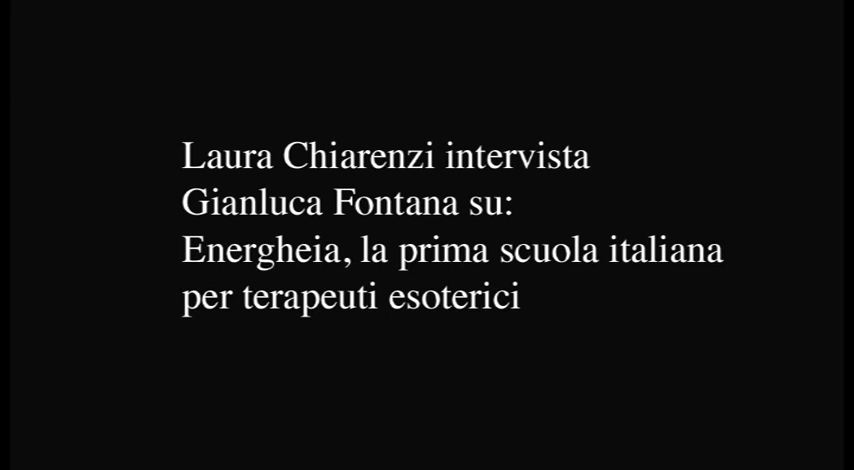 Laura Chiarenzi intervista
Gianluca Fontana su:
Energheia, la prima scuola italiana
per terapeuti esoterici